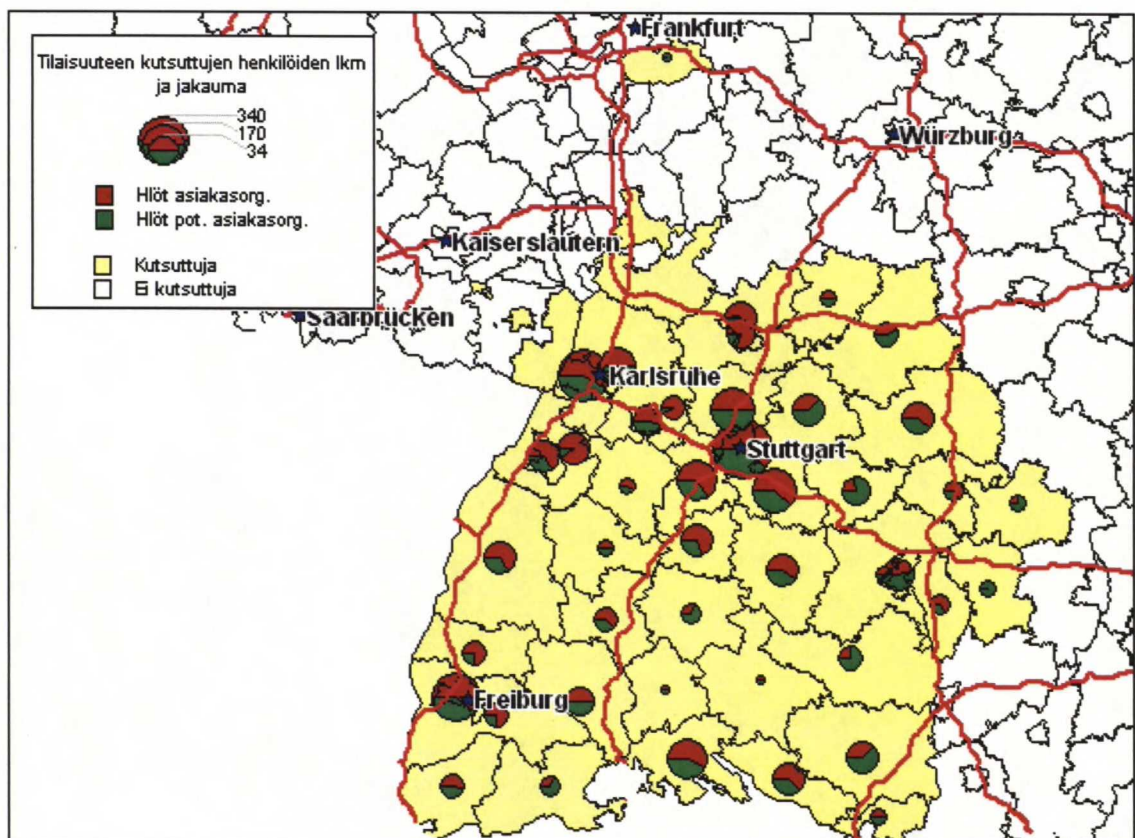 Tilaisuuteen kutsuttujen henkilöiden lkm
ja jakauma
340
170
34
Hlöt asiakasorg.
Hlöt pot. asiakasorg.
Kutsuttuja
Ei kutsuttuja
Frankfurt
Würzburg
Kaiserslautern
Saarbrücken
Karlsruhe
Stuttgart
Freiburg